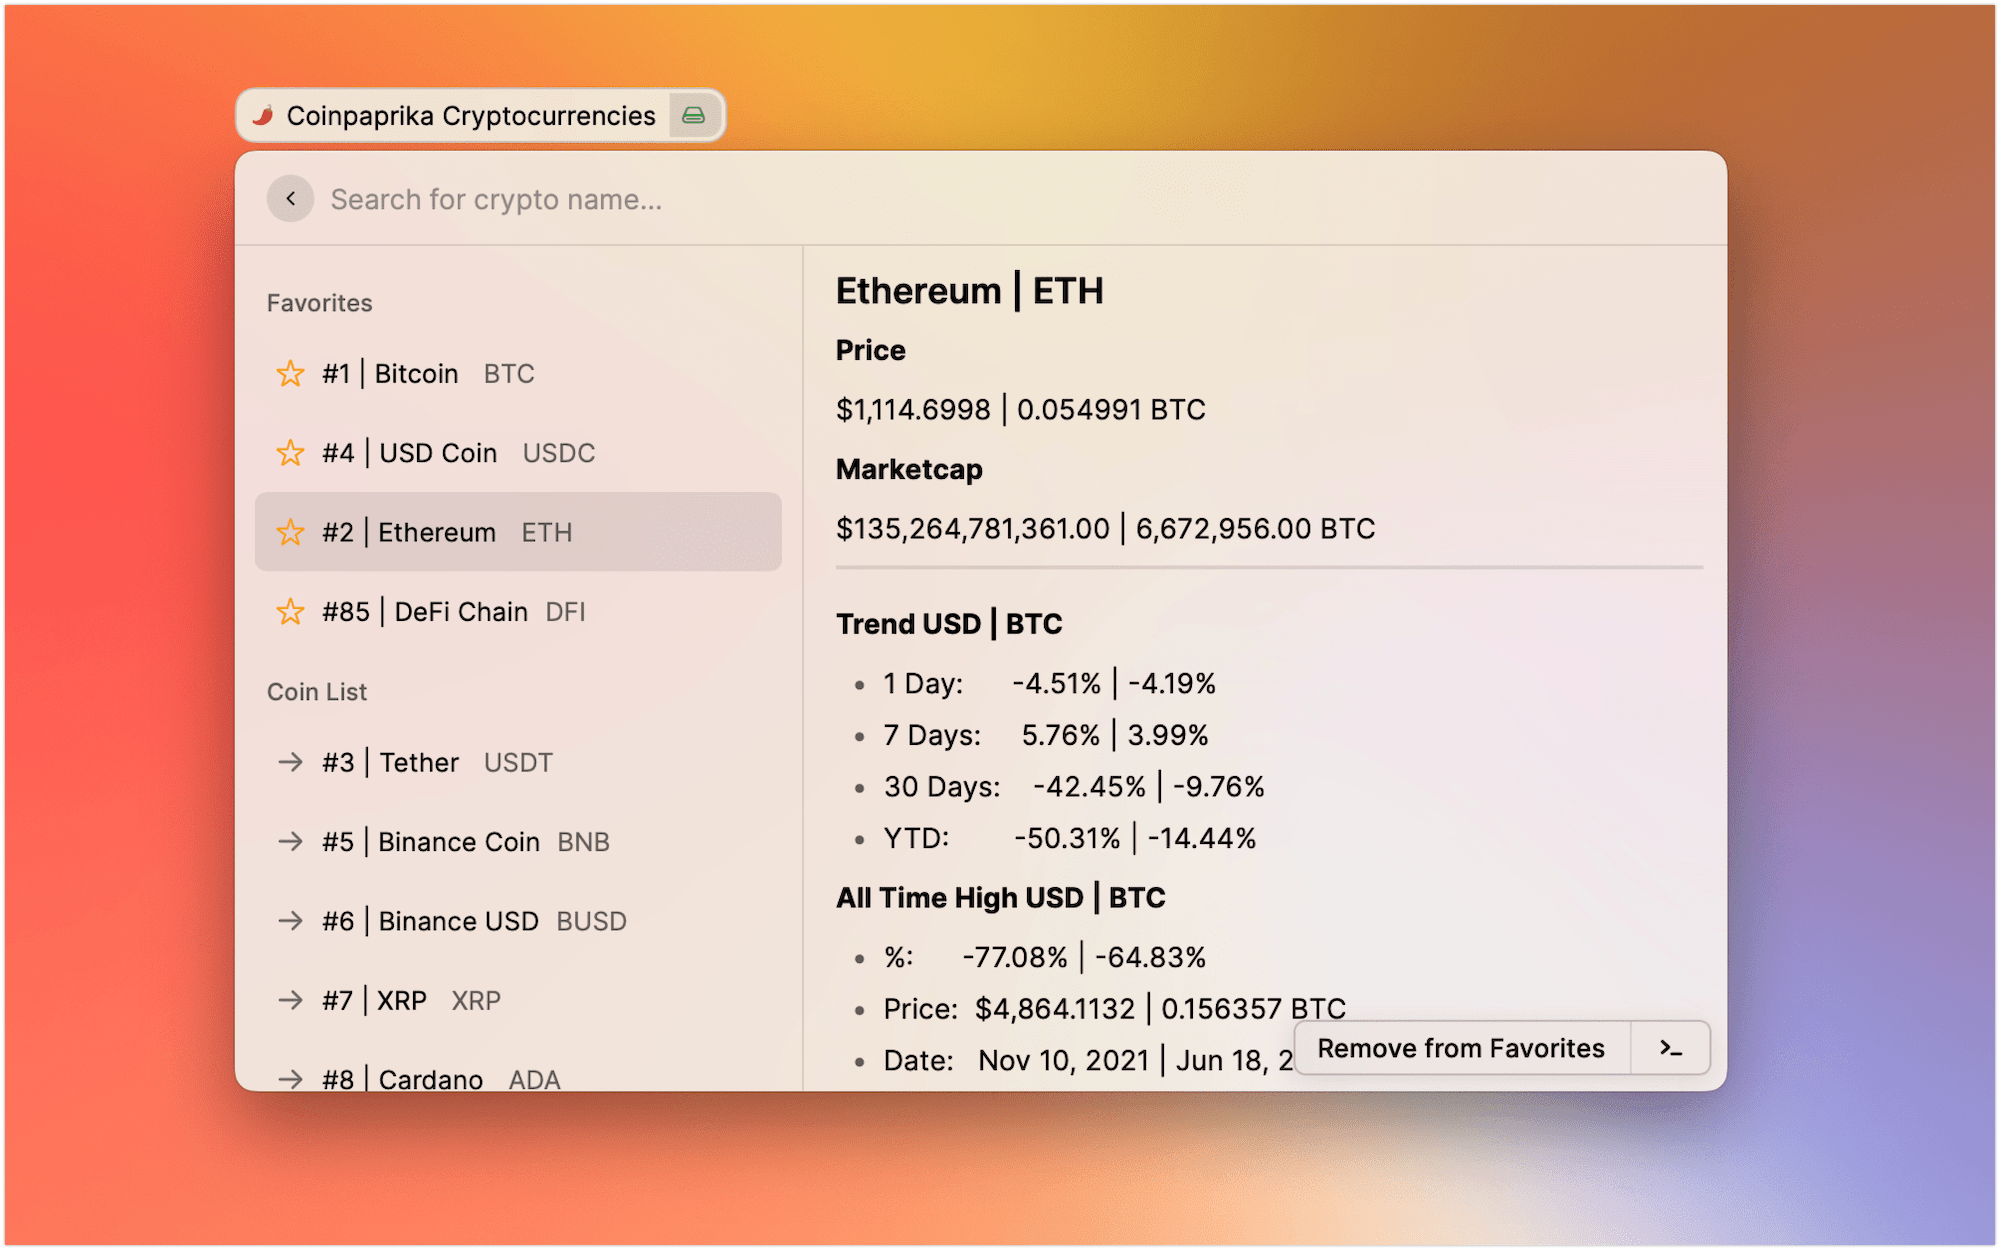 Coinpaprika Cryptocurrencies
Search for crypto name...
Favorites
#1 | Bitcoin BTC
#4 | USD Coin USDC
#2 | Ethereum ETH
#85 | DeFi Chain DFI
Coin List
#3 | Tether USDT
#5 | Binance Coin BNB
#6 | Binance USD BUSD
#7 | XRP XRP
#8 | Cardano ADA
Ethereum | ETH
Price
$1,114.6998 | 0.054991 BTC
Marketcap
$135,264,781,361.00 | 6,672,956.00 BTC
Trend USD | BTC
• 1 Day: -4.51% | -4.19%
• 7 Days: 5.76% | 3.99%
• 30 Days: -42.45% | -9.76%
• YTD: -50.31% | -14.44%
All Time High USD | BTC
• %: -77.08% | -64.83%
• Price: $4,864.1132 | 0.156357 BTC
• Date: Nov 10, 2021 | Jun 18, 2
Remove from Favorites >_